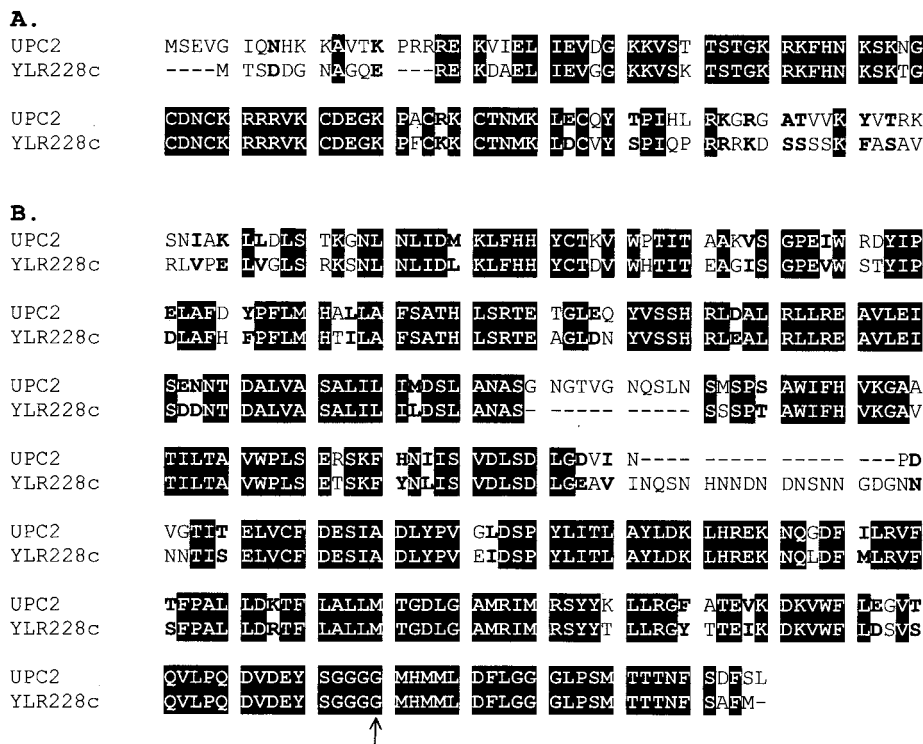 A.
UPC2 MSEVG IQNHK KAVTK PRRRE KVIEL IEVDG KKVST TSTGK RKFHN KSKNG
YLR228c ----M TSDDG NAGQE ---RE KDAEL IEVGG KKVSK TSTGK RKFHN KSKTG
UPC2 CDNCK RRRVK CDEGK PACRK CTNMK LECQY TPIHL RKGRG ATVVK YVTRK
YLR228c CDNCK RRRVK CDEGK PFCKK CTNMK LDCVY SPIQP RRRKD SSSSK FASAV
B.
UPC2 SNIAK LLDLS TKGNL NLIDM KLFHH YCTKV WPTIT AAKVS GPEIW RDYIP
YLR228c RLVPE LVGLS RKSNL NLIDL KLFHH YCTDV WHTIT EAGIS GPEVW STYIP
UPC2 ELAFD YPFLM HALLA FSATH LSRTE TGLEQ YVSSH RLDAL RLLRE AVLEI
YLR228c DLAFH FPFLM HTILA FSATH LSRTE AGLDN YVSSH RLEAL RLLRE AVLEI
UPC2 SENNT DALVA SALIL IMDSL ANASG NGTVG NQSLN SMSPS AWIFH VKGAA
YLR228c SDDNT DALVA SALIL ILDSL ANAS- ----- ----- SSSPT AWIFH VKGAV
UPC2 TILTA VWPLS ERSKF HNIIS VDLSD LGDVI N---- ----- ----- ---PD
YLR228c TILTA VWPLS ETSKF YNLIS VDLSD LGEAV INQSN HNNDN DNSNN GDGNN
UPC2 VGTIT ELVCF DESIA DLYPV GLDSP YLITL AYLDK LHREK NQGDF ILRVF
YLR228c NNTIS ELVCF DESIA DLYPV EIDSP YLITL AYLDK LHREK NQLDF MLRVF
UPC2 TFPAL LDKTF LALLM TGDLG AMRIM RSYYK LLRGF ATEVK DKVWF LEGVT
YLR228c SFPAL LDRTF LALLM TGDLG AMRIM RSYYT LLRGY TTEIK DKVWF LDSVS
UPC2 QVLPQ DVDEY SGGGG MHMML DFLGG GLPSM TTTNF SDFSL
YLR228c QVLPQ DVDEY SGGGG MHMML DFLGG GLPSM TTTNF SAFM-